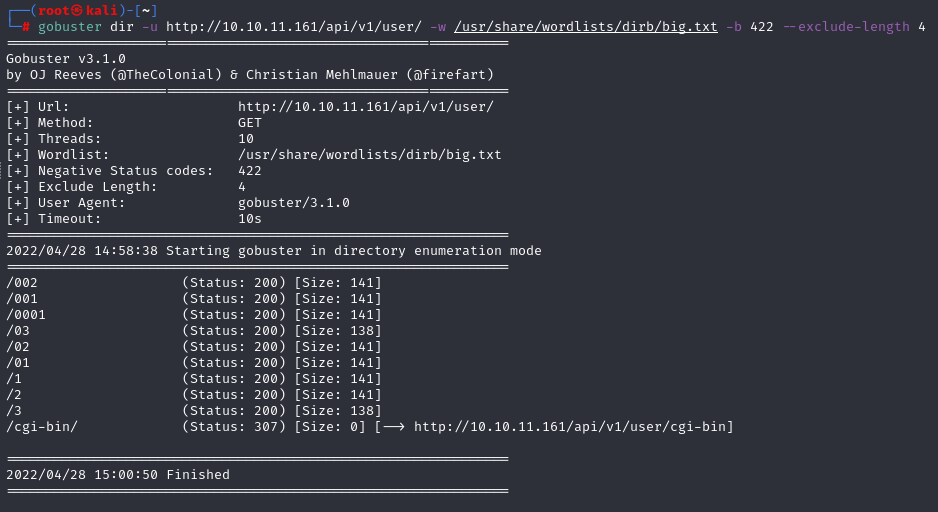 ┌──(root㉿kali)-[~]
└─# gobuster dir -u http://10.10.11.161/api/v1/user/ -w /usr/share/wordlists/dirb/big.txt -b 422 --exclude-length 4
===============================================================
Gobuster v3.1.0
by OJ Reeves (@TheColonial) & Christian Mehlmauer (@firefart)
===============================================================
[+] Url:                     http://10.10.11.161/api/v1/user/
[+] Method:                  GET
[+] Threads:                 10
[+] Wordlist:                /usr/share/wordlists/dirb/big.txt
[+] Negative Status codes:   422
[+] Exclude Length:          4
[+] User Agent:              gobuster/3.1.0
[+] Timeout:                 10s
===============================================================
2022/04/28 14:58:38 Starting gobuster in directory enumeration mode
===============================================================
/002                  (Status: 200) [Size: 141]
/001                  (Status: 200) [Size: 141]
/0001                 (Status: 200) [Size: 141]
/03                   (Status: 200) [Size: 138]
/02                   (Status: 200) [Size: 141]
/01                   (Status: 200) [Size: 141]
/1                    (Status: 200) [Size: 141]
/2                    (Status: 200) [Size: 141]
/3                    (Status: 200) [Size: 138]
/cgi-bin/             (Status: 307) [Size: 0] [--> http://10.10.11.161/api/v1/user/cgi-bin]
===============================================================
2022/04/28 15:00:50 Finished
===============================================================